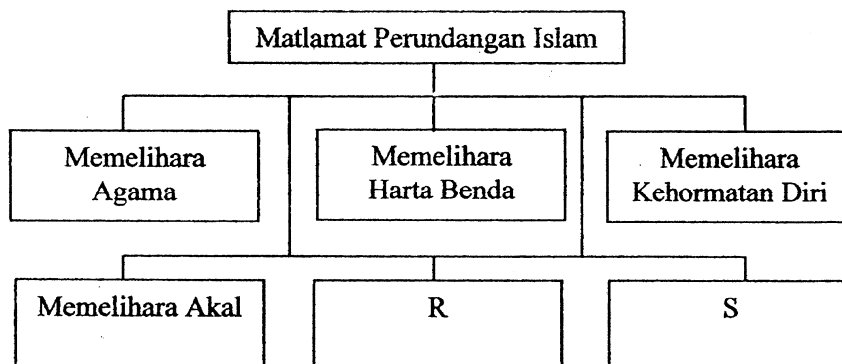 Matlamat Perundangan Islam
Memelihara
Agama
Memelihara
Harta Benda
Memelihara
Kehormatan Diri
Memelihara Akal
R
S